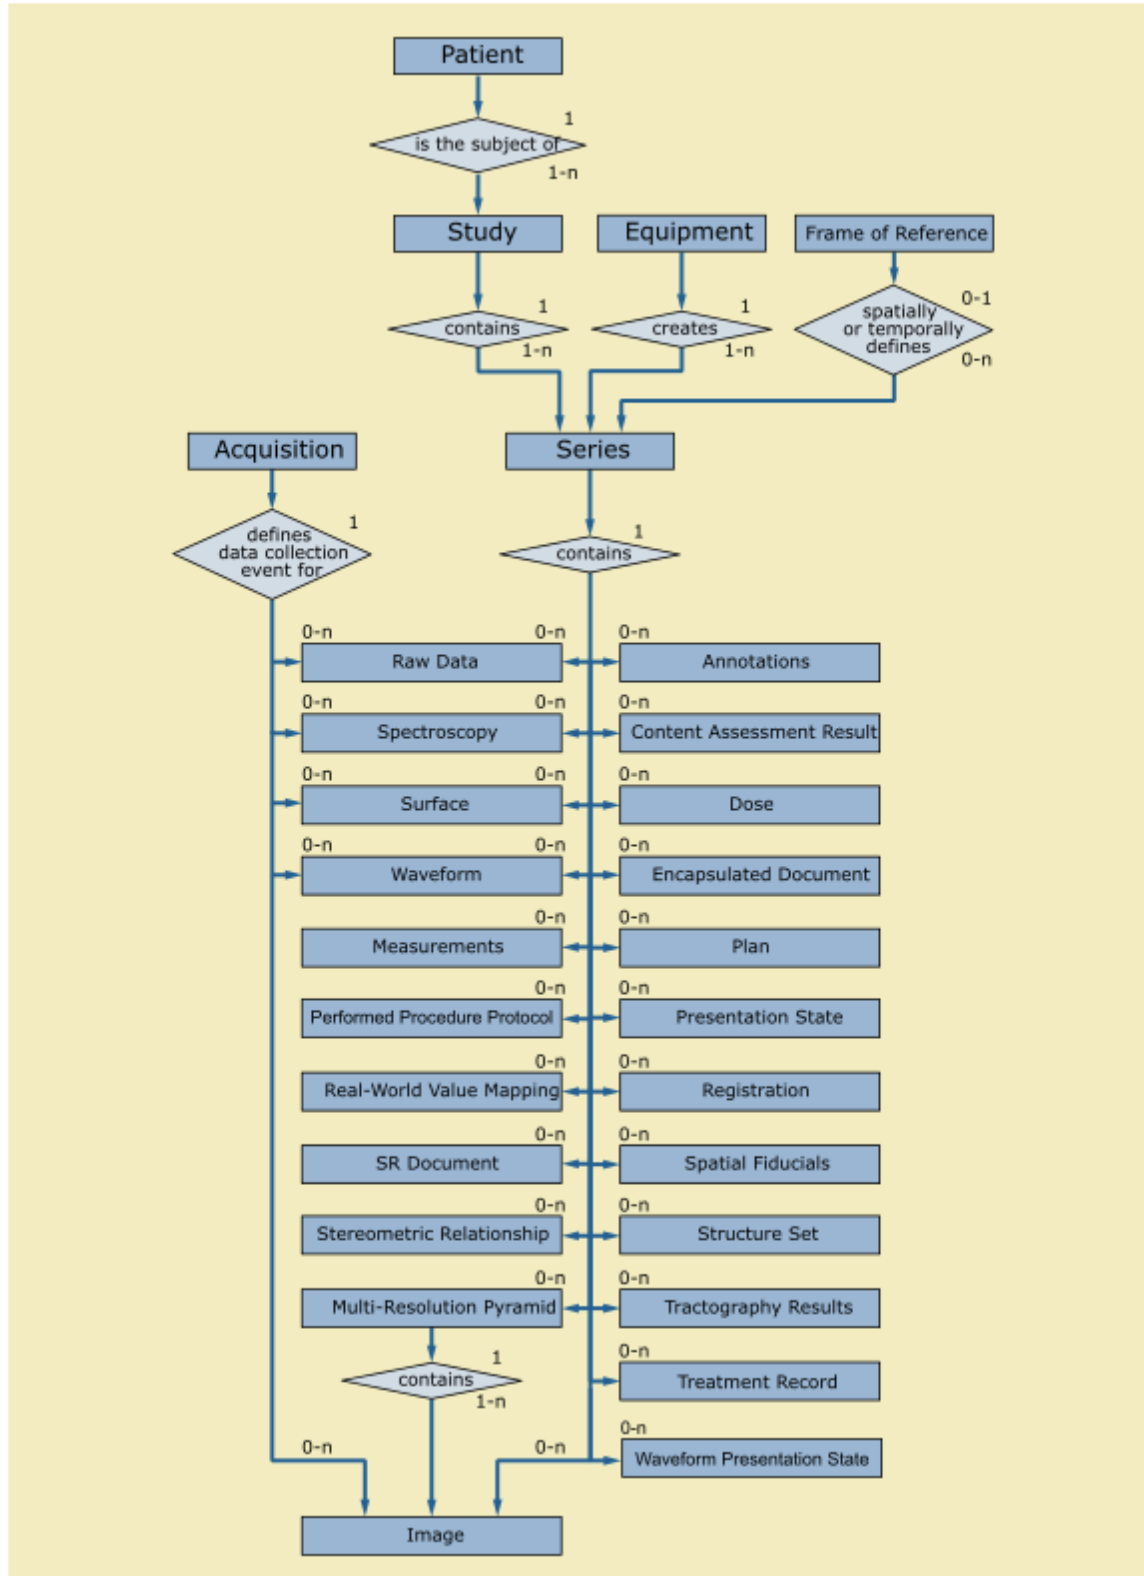 Patient
1
is the subject of
1-n
Study
Equipment
Frame of Reference
1
contains
1-n
1
creates
1-n
0-1
spatially
or temporally
defines
0-n
Acquisition
Series
1
defines
data collection
event for
1
contains
0-n 0-n 0-n
Raw Data
Annotations
0-n 0-n 0-n
Spectroscopy
Content Assessment Result
0-n 0-n 0-n
Surface
Dose
0-n 0-n 0-n
Waveform
Encapsulated Document
0-n 0-n
Measurements
Plan
0-n 0-n
Performed Procedure Protocol
Presentation State
0-n 0-n
Real-World Value Mapping
Registration
0-n 0-n
SR Document
Spatial Fiducials
0-n 0-n
Stereometric Relationship
Structure Set
0-n 0-n
Multi-Resolution Pyramid
Tractography Results
1
contains
1-n
0-n
Treatment Record
0-n
0-n
0-n
Waveform Presentation State
Image